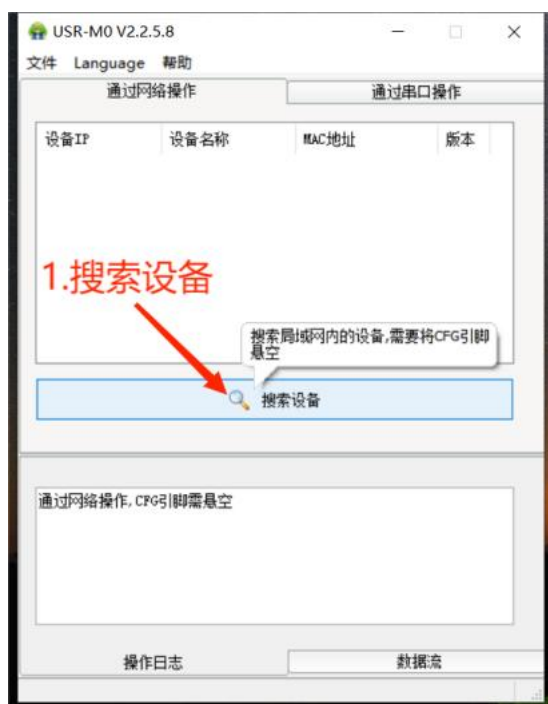 USR-M0 V2.2.5.8
文件 Language 帮助
通过网络操作 通过串口操作
设备IP 设备名称 MAC地址 版本
1.搜索设备
搜索局域网内的设备,需要将CFG引脚
悬空
搜索设备
通过网络操作,CFG引脚需悬空
操作日志 数据流